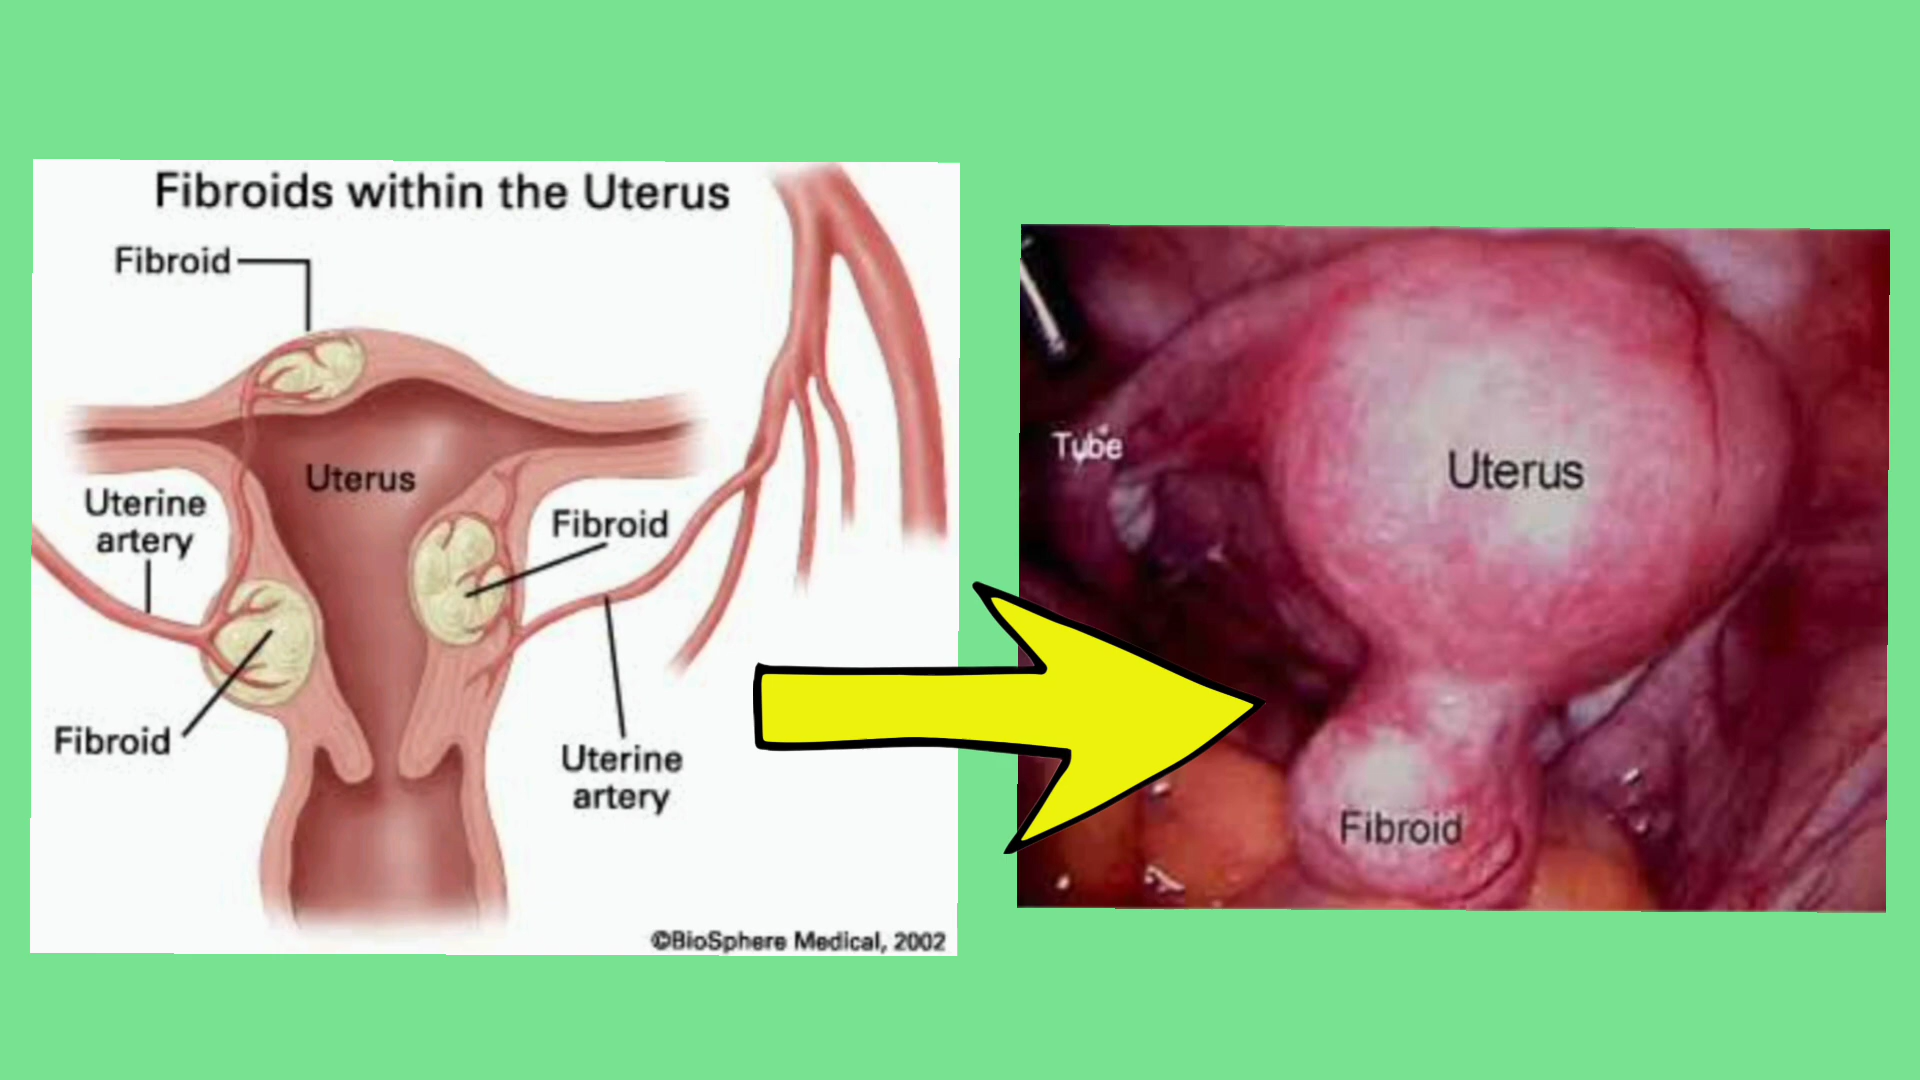 Fibroids within the Uterus
Fibroid
Uterus
Uterine
artery
Fibroid
Fibroid
Uterine
artery
©BioSphere Medical, 2002
Tube
Uterus
Fibroid